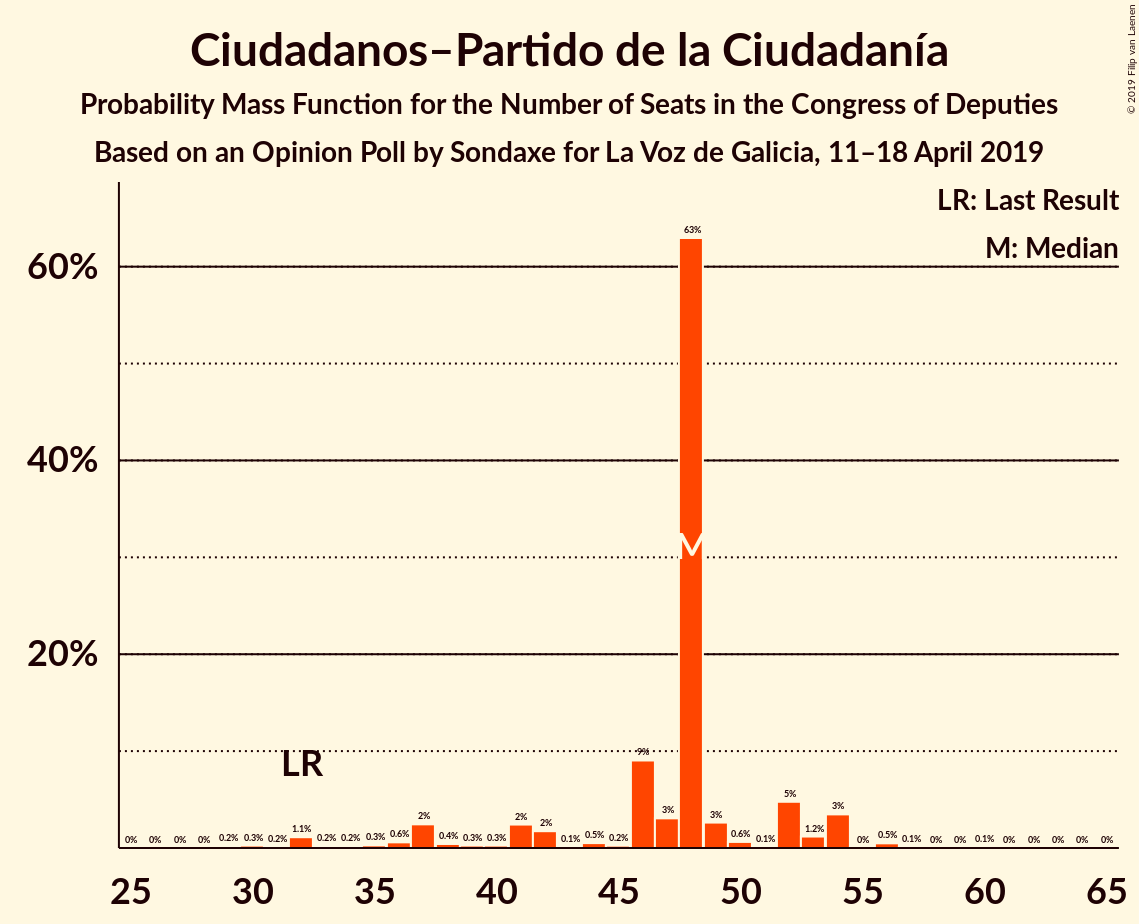 Ciudadanos–Partido de la Ciudadanía
Probability Mass Function for the Number of Seats in the Congress of Deputies
Based on an Opinion Poll by Sondaxe for La Voz de Galicia, 11–18 April 2019
© 2019 Filip van Laenen
LR: Last Result
M: Median
63%
60%
40%
M
20%
LR
9%
5%
3%
3%
3%
2%
2%
2%
1.1%
1.2%
0% 0% 0% 0% 0.2% 0.3% 0.2% 0.2% 0.2% 0.3% 0.6% 0.4% 0.3% 0.3% 0.1% 0.5% 0.2% 0.6% 0.1% 0% 0.5% 0.1% 0% 0% 0.1% 0% 0% 0% 0% 0%
25 30 35 40 45 50 55 60 65